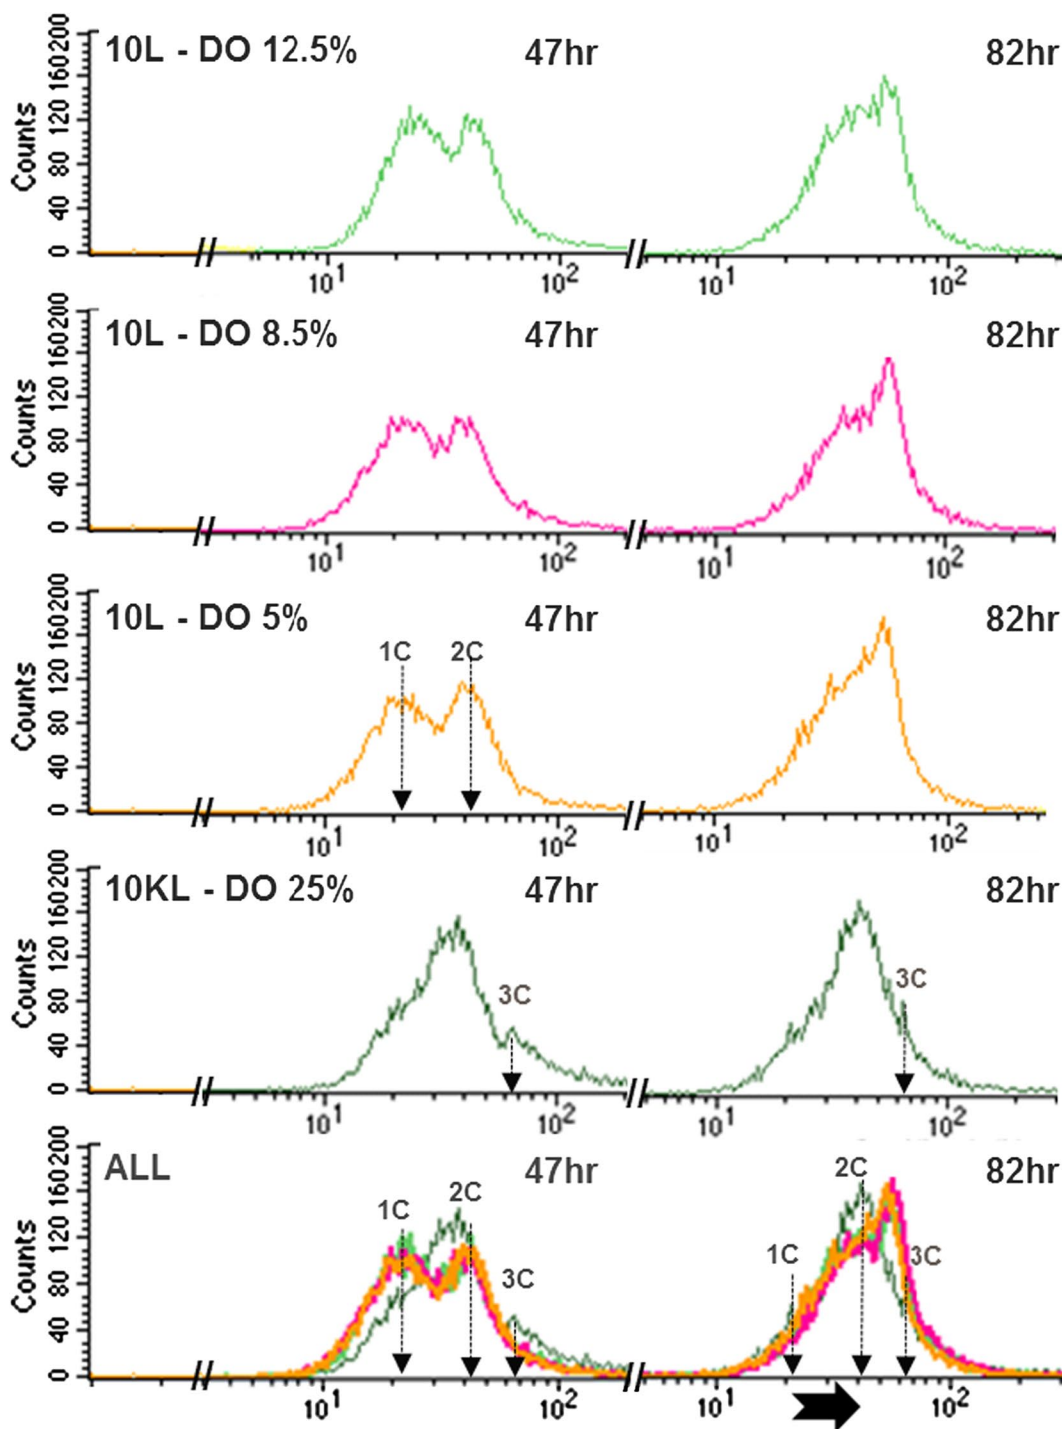 10L - DO 12.5% 47hr 82hr
Counts
0 40 80 120 160 200
10¹ 10² 10¹ 10²
10L - DO 8.5% 47hr 82hr
Counts
0 40 80 120 160 200
10¹ 10² 10¹ 10²
10L - DO 5% 47hr 82hr
1C 2C
Counts
0 40 80 120 160 200
10¹ 10² 10¹ 10²
10KL - DO 25% 47hr 82hr
3C 3C
Counts
0 40 80 120 160 200
10¹ 10² 10¹ 10²
ALL 47hr 82hr
1C 2C 3C 1C 2C 3C
Counts
0 40 80 120 160 200
10¹ 10² 10¹ 10²